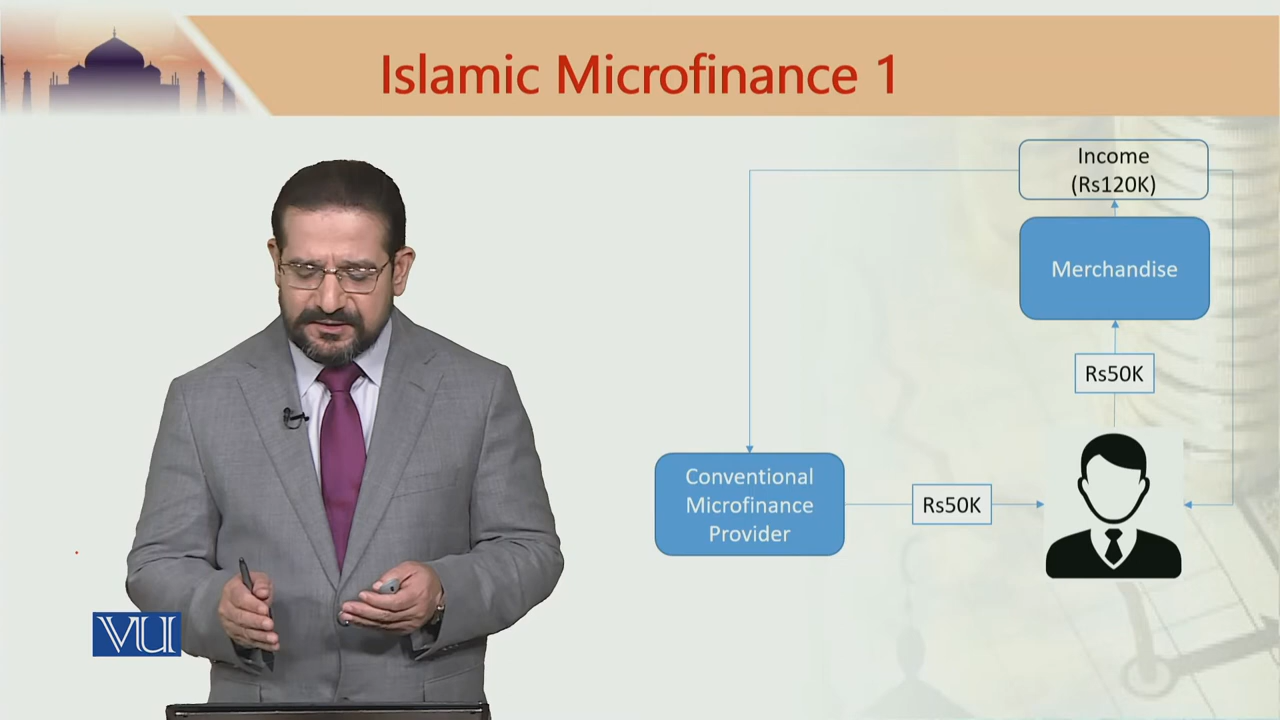 Islamic Microfinance 1
Income
(Rs120K)
Merchandise
Rs50K
Conventional
Microfinance
Provider
Rs50K
VU